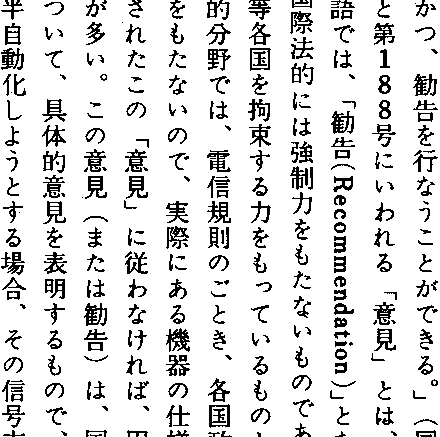 かつ、勧告を行なうことができる。」(
と第188号にいわれる「意見」とは、
語では、「勧告(Recommendation)」と
国際法的には強制力をもたないものであ
等各国を拘束する力をもっているもの
的分野では、電信規則のごとき、各国政
をもたないので、実際にある機器の仕様
されたこの「意見」に従わなければ、
が多い。この意見(または勧告)は、国
ついて、具体的意見を表明するもので、
半自動化しようとする場合、その信号方